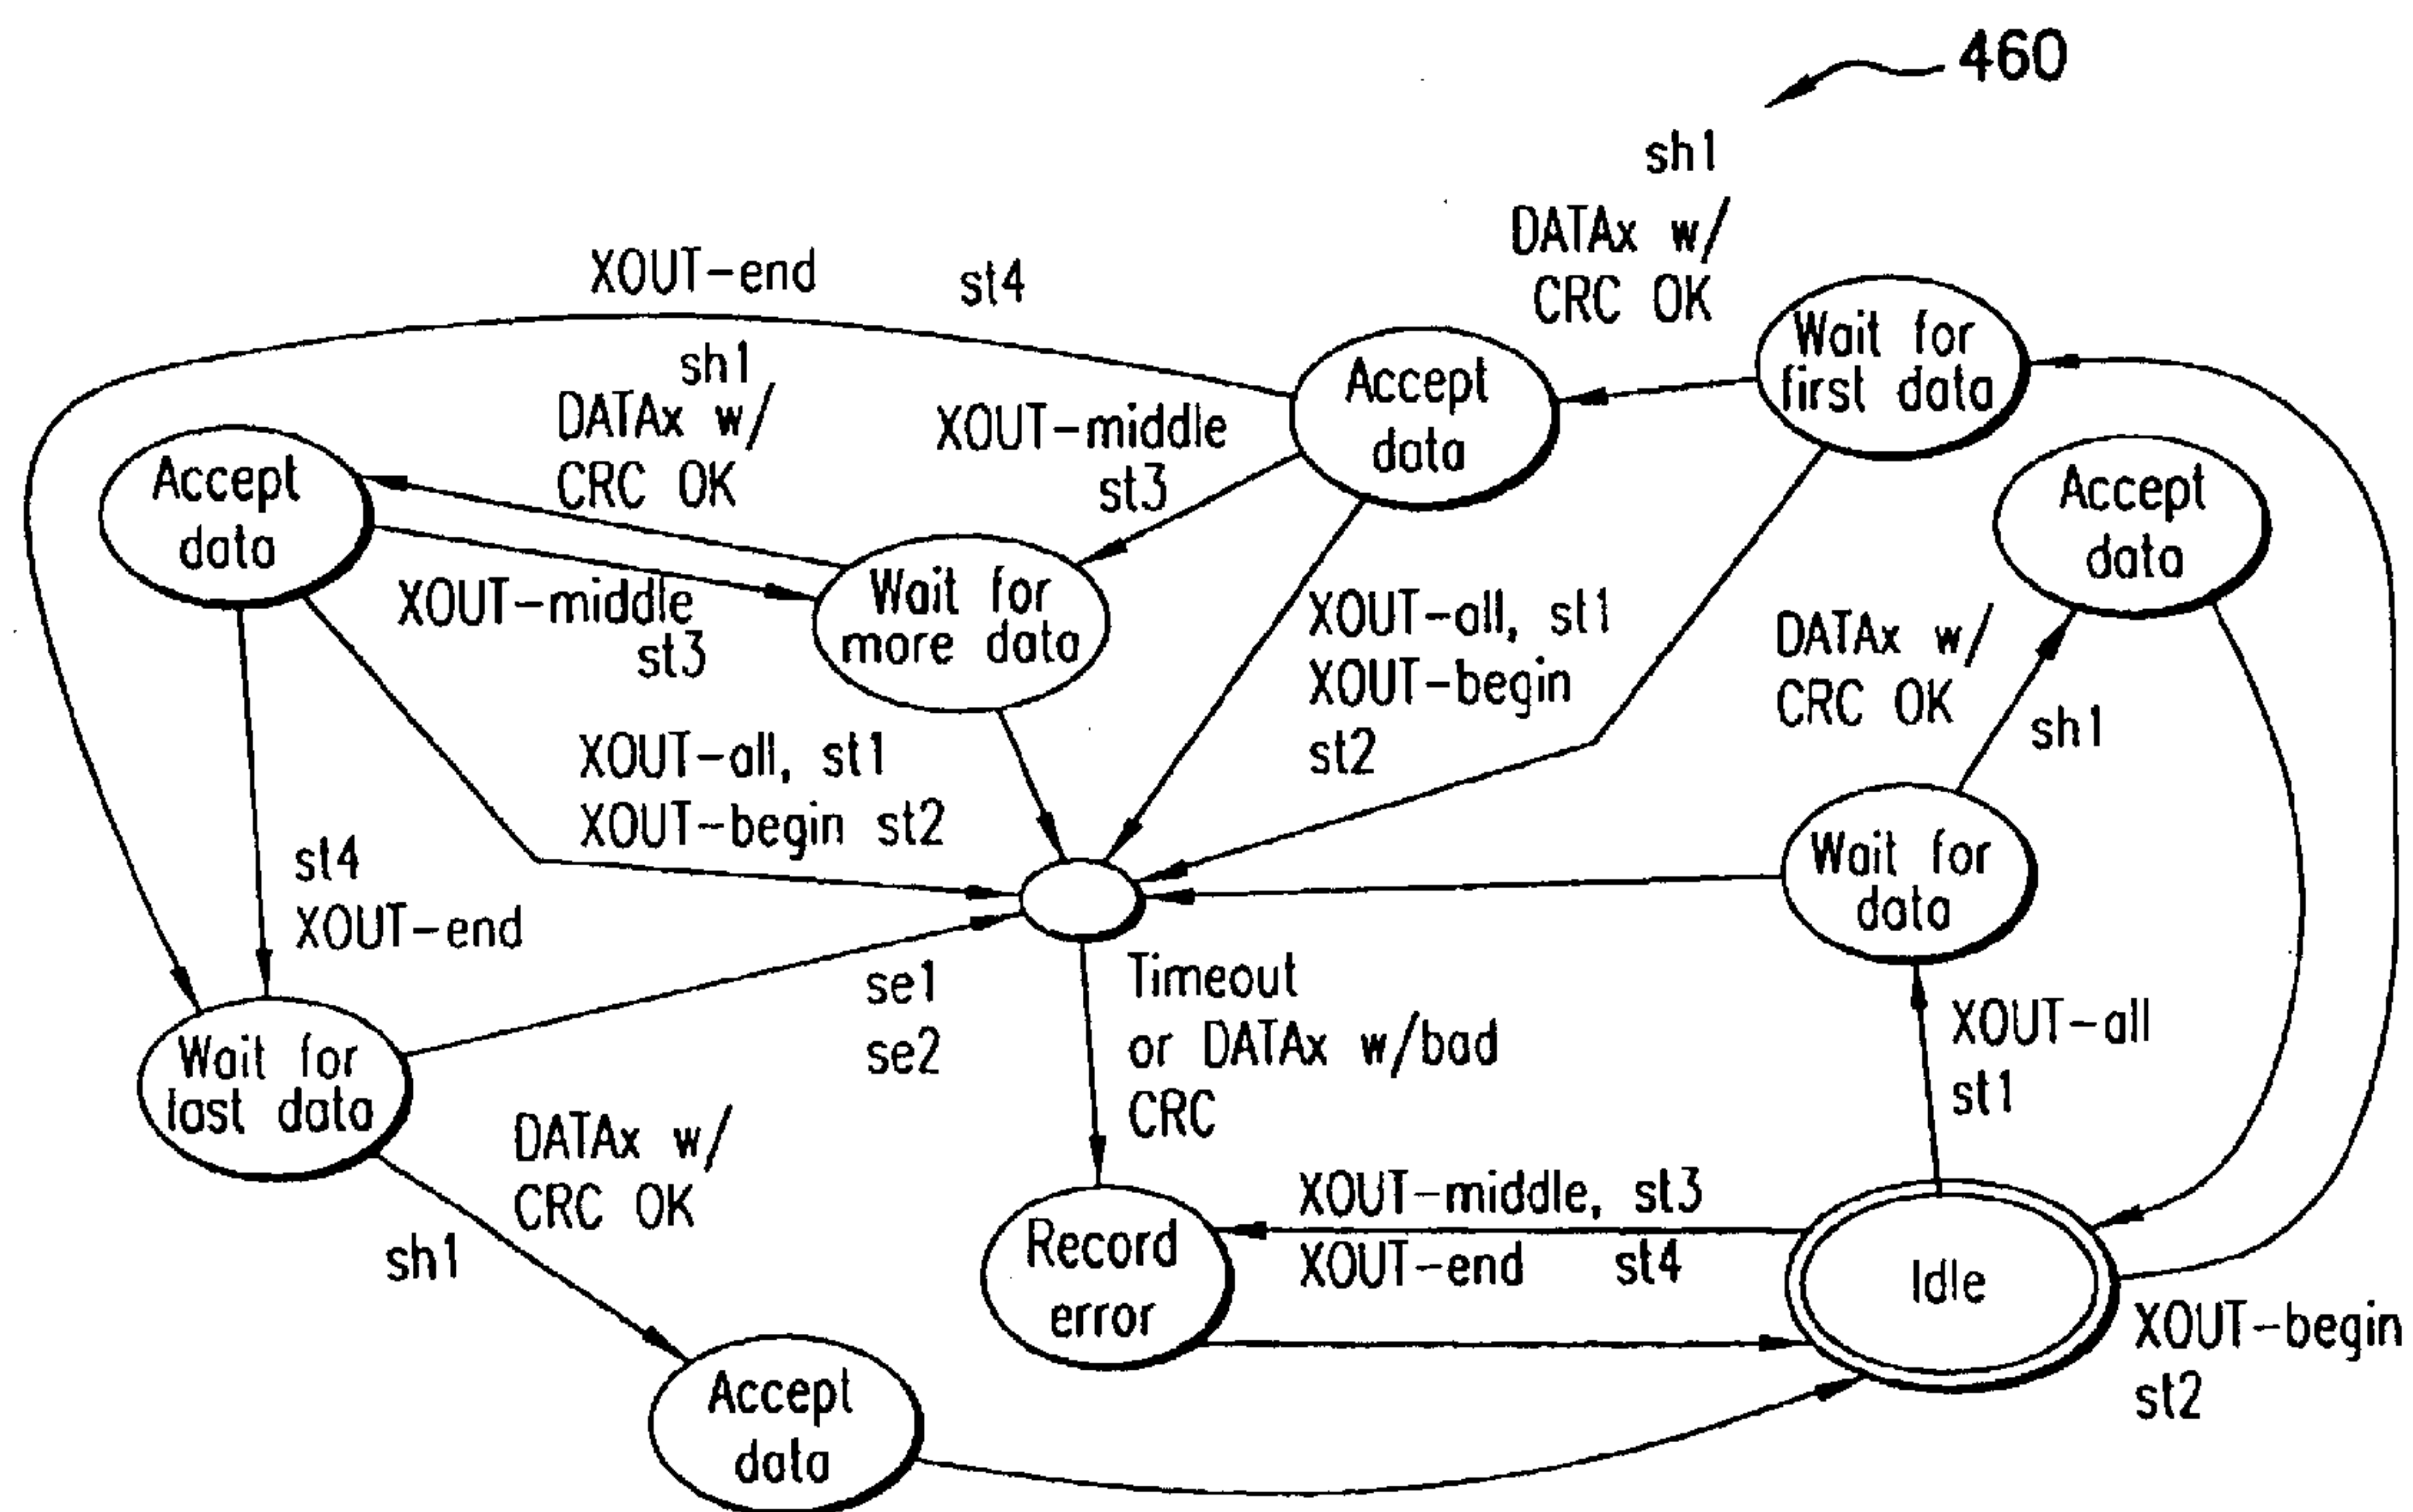 460
sh1
DATAx w/
CRC OK
XOUT-end st4
Wait for
first data
Accept
data
sh1
DATAx w/
CRC OK
XOUT-middle
st3
Accept
data
Accept
data
XOUT-middle
st3
Wait for
more data
XOUT-all, st1
XOUT-begin
st2
DATAx w/
CRC OK
sh1
XOUT-all, st1
XOUT-begin st2
Wait for
data
st4
XOUT-end
se1
se2
Timeout
or DATAx w/bad
CRC
XOUT-all
st1
Wait for
last data
DATAx w/
CRC OK
sh1
XOUT-middle, st3
XOUT-end st4
Record
error
Idle
XOUT-begin
st2
Accept
data